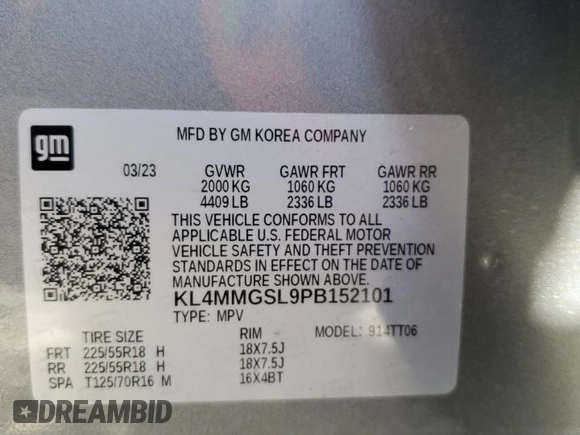 gm
MFD BY GM KOREA COMPANY
03/23 GVWR GAWR FRT GAWR RR
2000 KG 1060 KG 1060 KG
4409 LB 2336 LB 2336 LB
THIS VEHICLE CONFORMS TO ALL
APPLICABLE U.S. FEDERAL MOTOR
VEHICLE SAFETY AND THEFT PREVENTION
STANDARDS IN EFFECT ON THE DATE OF
MANUFACTURE SHOWN ABOVE.
KL4MMGSL9PB152101
TYPE: MPV
TIRE SIZE RIM MODEL: 914TT06
FRT 225/55R18 H 18X7.5J
RR 225/55R18 H 18X7.5J
SPA T125/70R16 M 16X4BT
DREAMBID